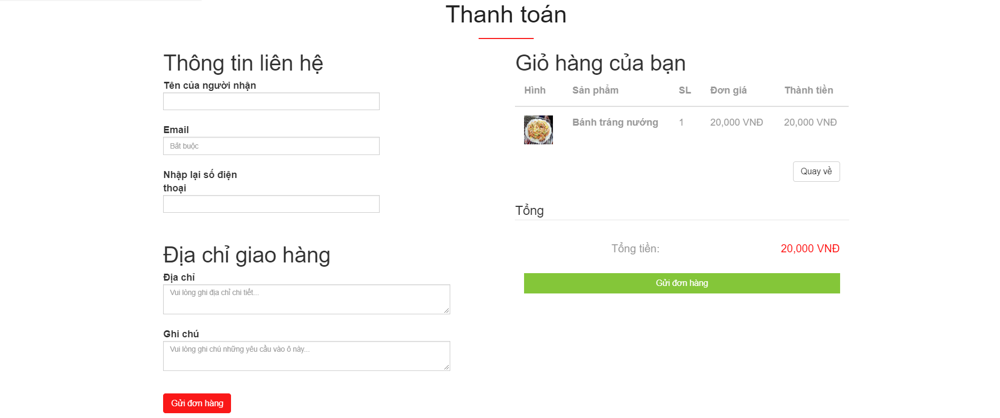 Thanh toán
Thông tin liên hệ
Tên của người nhận
Email
Bắt buộc
Nhập lại số điện
thoại
Địa chỉ giao hàng
Địa chỉ
Vui lòng ghi địa chỉ chi tiết...
Ghi chú
Vui lòng ghi chú những yêu cầu vào ô này...
Gửi đơn hàng
Giỏ hàng của bạn
Hình Sản phẩm SL Đơn giá Thành tiền
Bánh tráng nướng 1 20,000 VNĐ 20,000 VNĐ
Quay về
Tổng
Tổng tiền: 20,000 VNĐ
Gửi đơn hàng